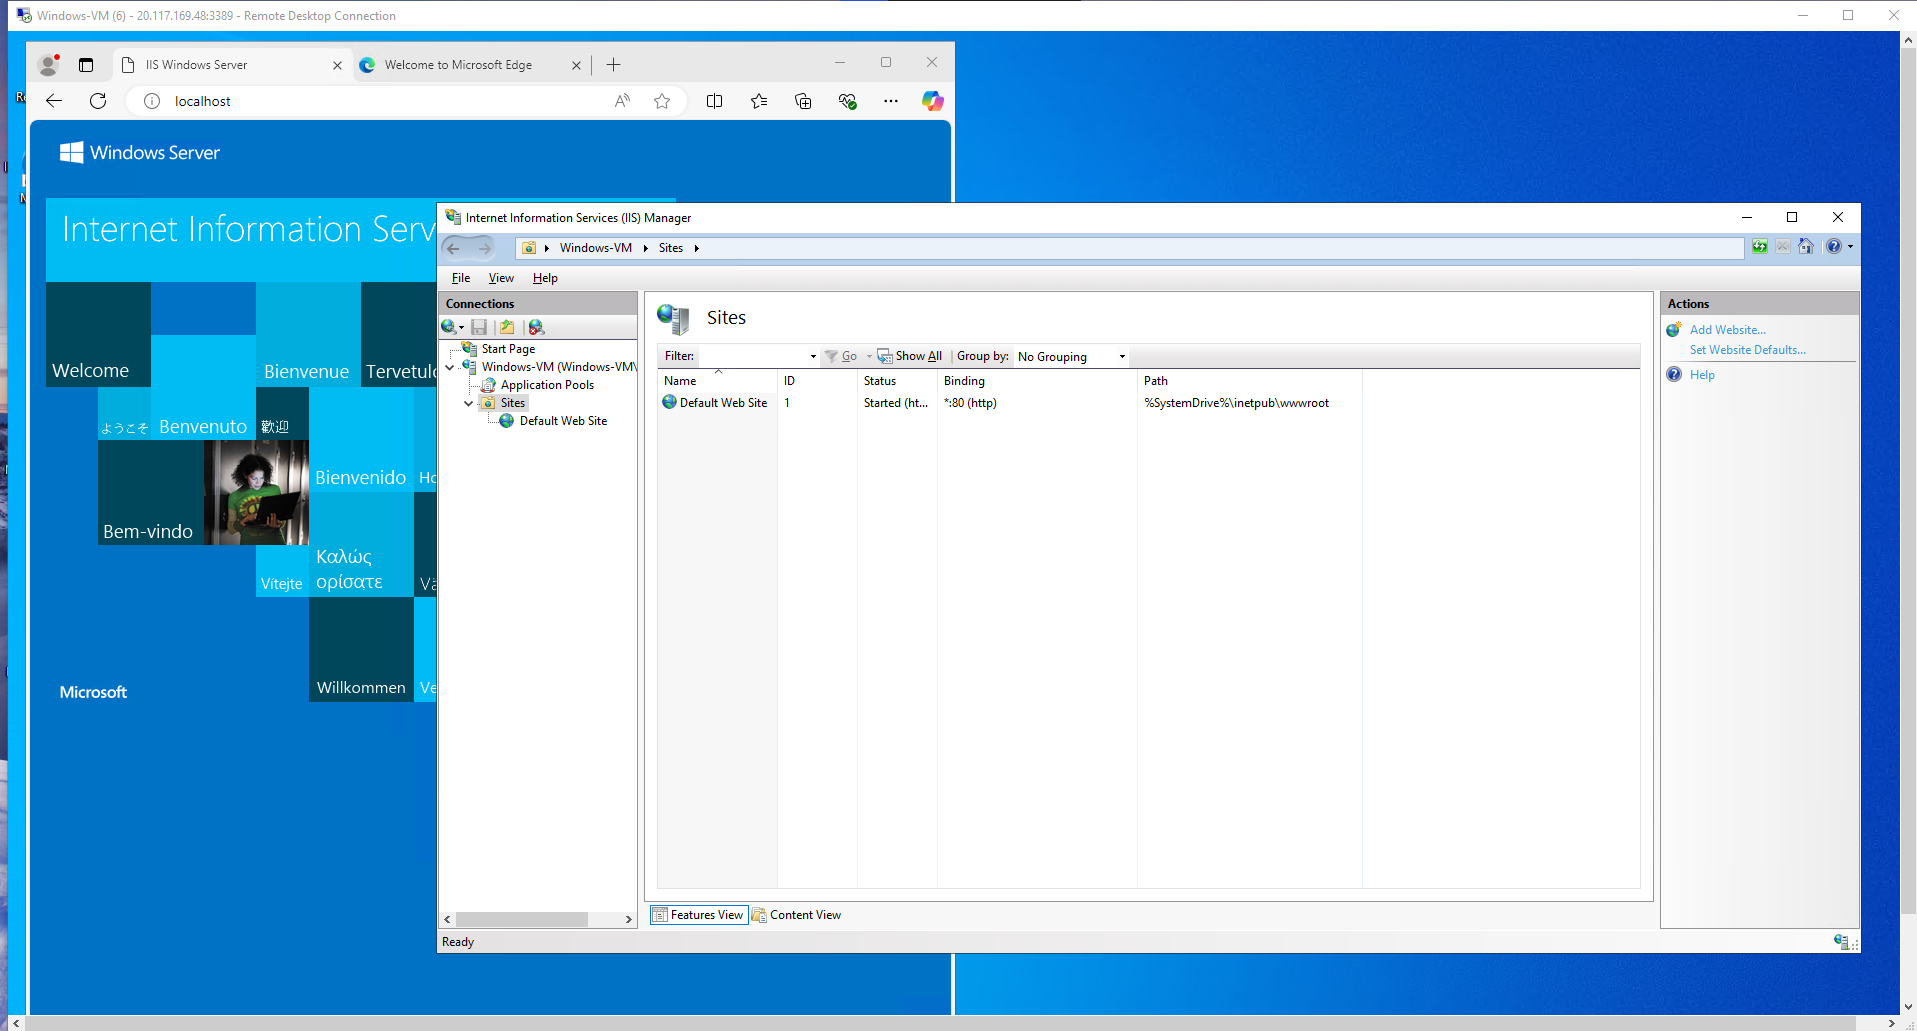 Windows-VM (6) - 20.117.169.48:3389 - Remote Desktop Connection
IIS Windows Server
Welcome to Microsoft Edge
localhost
Windows Server
Internet Information Serv
Welcome
Bienvenue
Tervetulo
ようこそ
Benvenuto
歡迎
Bienvenido
Ho
Bem-vindo
Vítejte
Καλώς
ορίσατε
Vä
Willkommen
Ve
Microsoft
Internet Information Services (IIS) Manager
Windows-VM
Sites
File
View
Help
Connections
Start Page
Windows-VM (Windows-VM\
Application Pools
Sites
Default Web Site
Sites
Filter:
Go
Show All
Group by:
No Grouping
Name
ID
Status
Binding
Path
Default Web Site
1
Started (ht...
*:80 (http)
%SystemDrive%\inetpub\wwwroot
Features View
Content View
Ready
Actions
Add Website...
Set Website Defaults...
Help